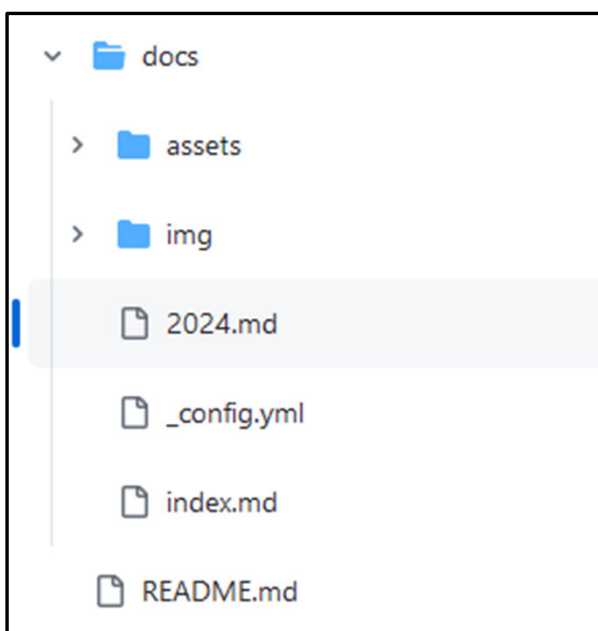 docs
assets
img
2024.md
_config.yml
index.md
README.md